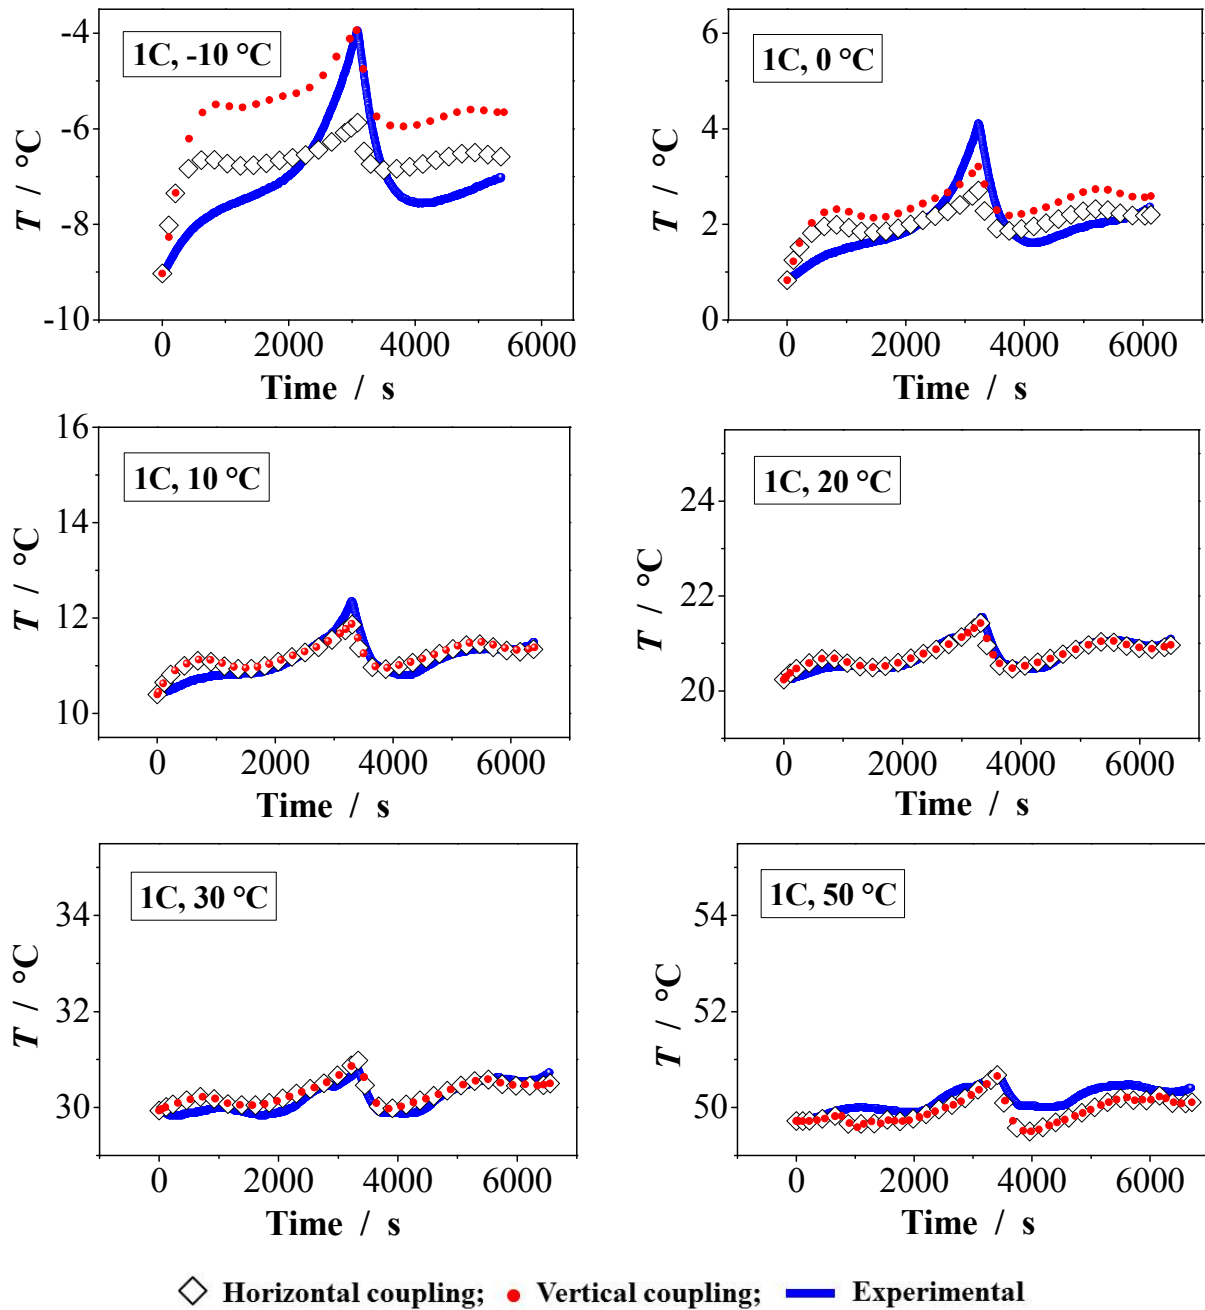 1C, -10 °C
T / °C
-4
-6
-8
-10
0 2000 4000 6000
Time / s
1C, 0 °C
T / °C
6
4
2
0
0 2000 4000 6000
Time / s
1C, 10 °C
T / °C
16
14
12
10
0 2000 4000 6000
Time / s
1C, 20 °C
T / °C
24
22
20
0 2000 4000 6000
Time / s
1C, 30 °C
T / °C
34
32
30
0 2000 4000 6000
Time / s
1C, 50 °C
T / °C
54
52
50
0 2000 4000 6000
Time / s
Horizontal coupling; Vertical coupling; Experimental